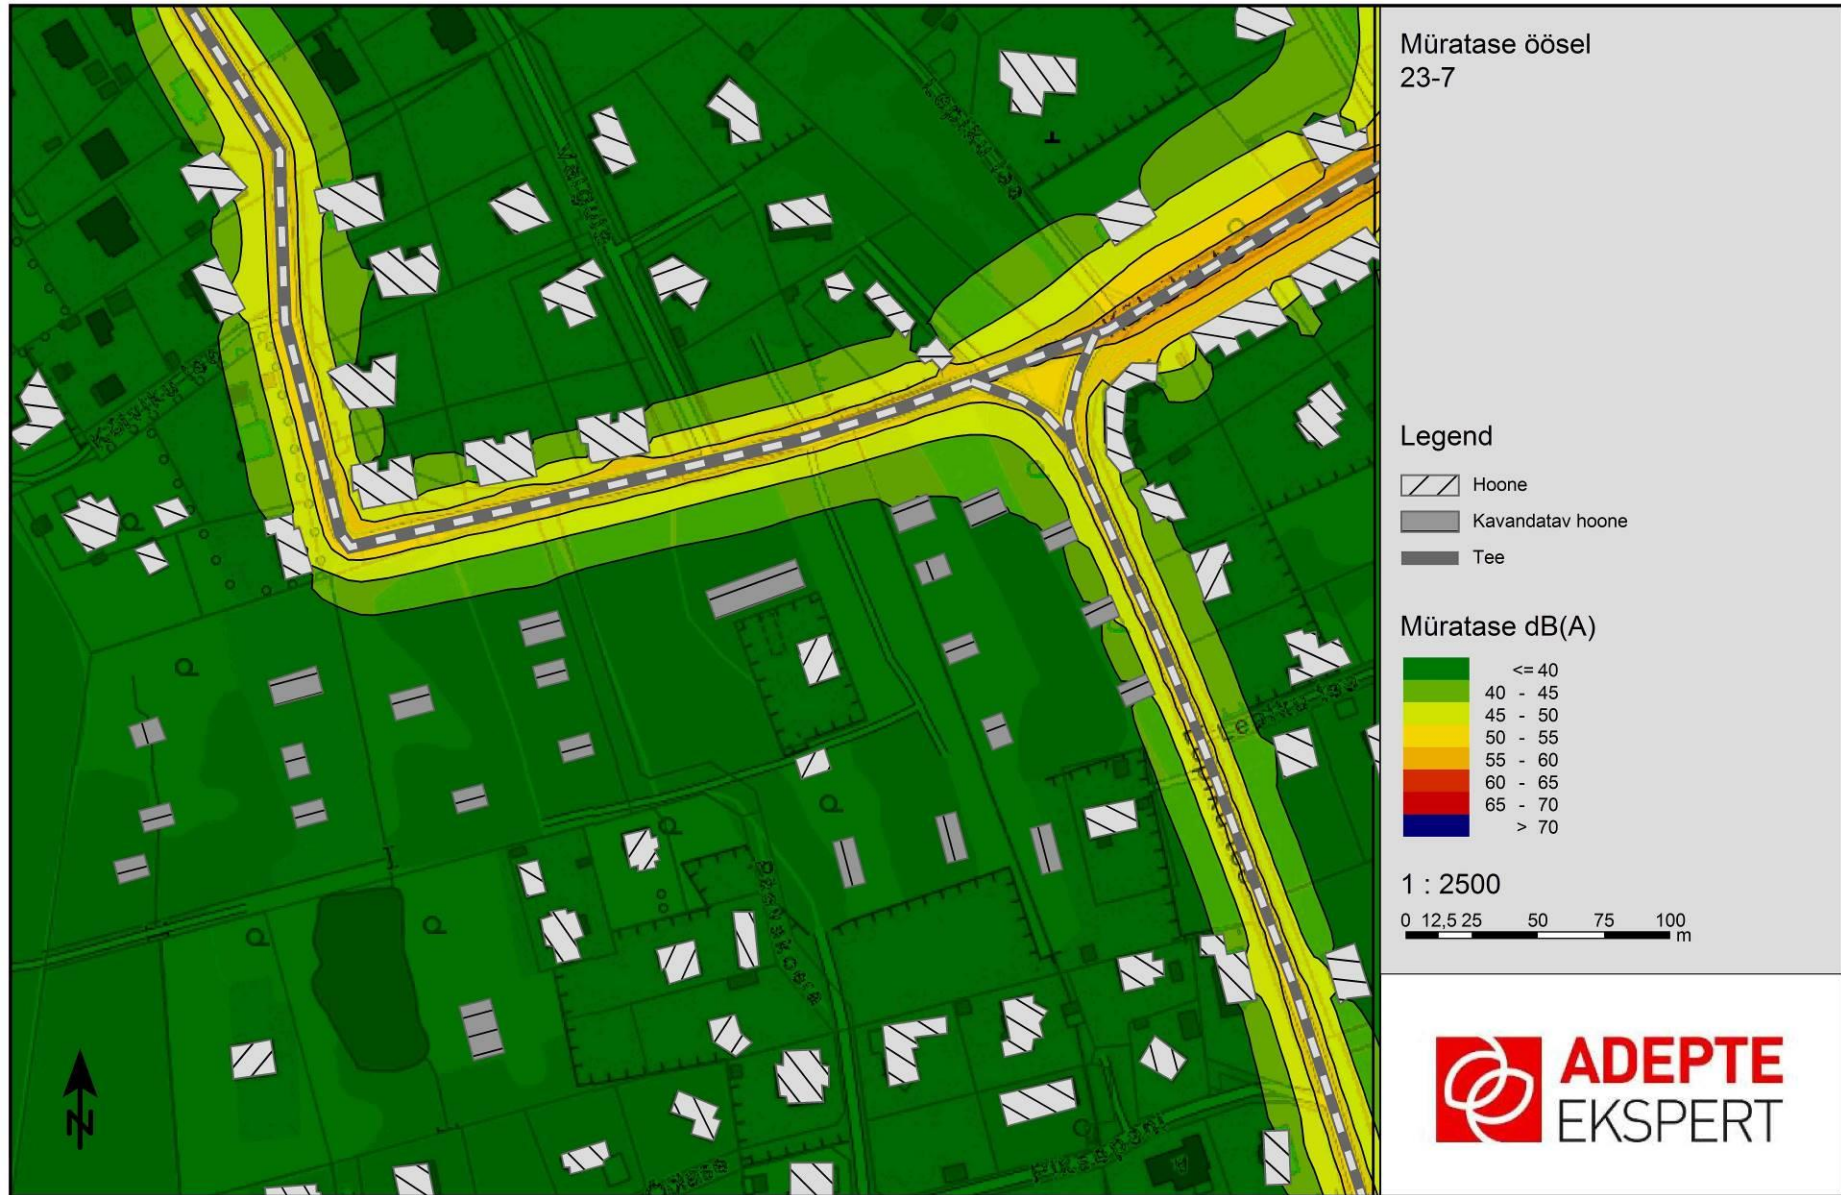 Müratase öösel
23-7
Legend
Hoone
Kavandatav hoone
Tee
Müratase dB(A)
<= 40
40 - 45
45 - 50
50 - 55
55 - 60
60 - 65
65 - 70
> 70
1 : 2500
0 12,5 25 50 75 100
m
ADEPTE
EKSPERT
N